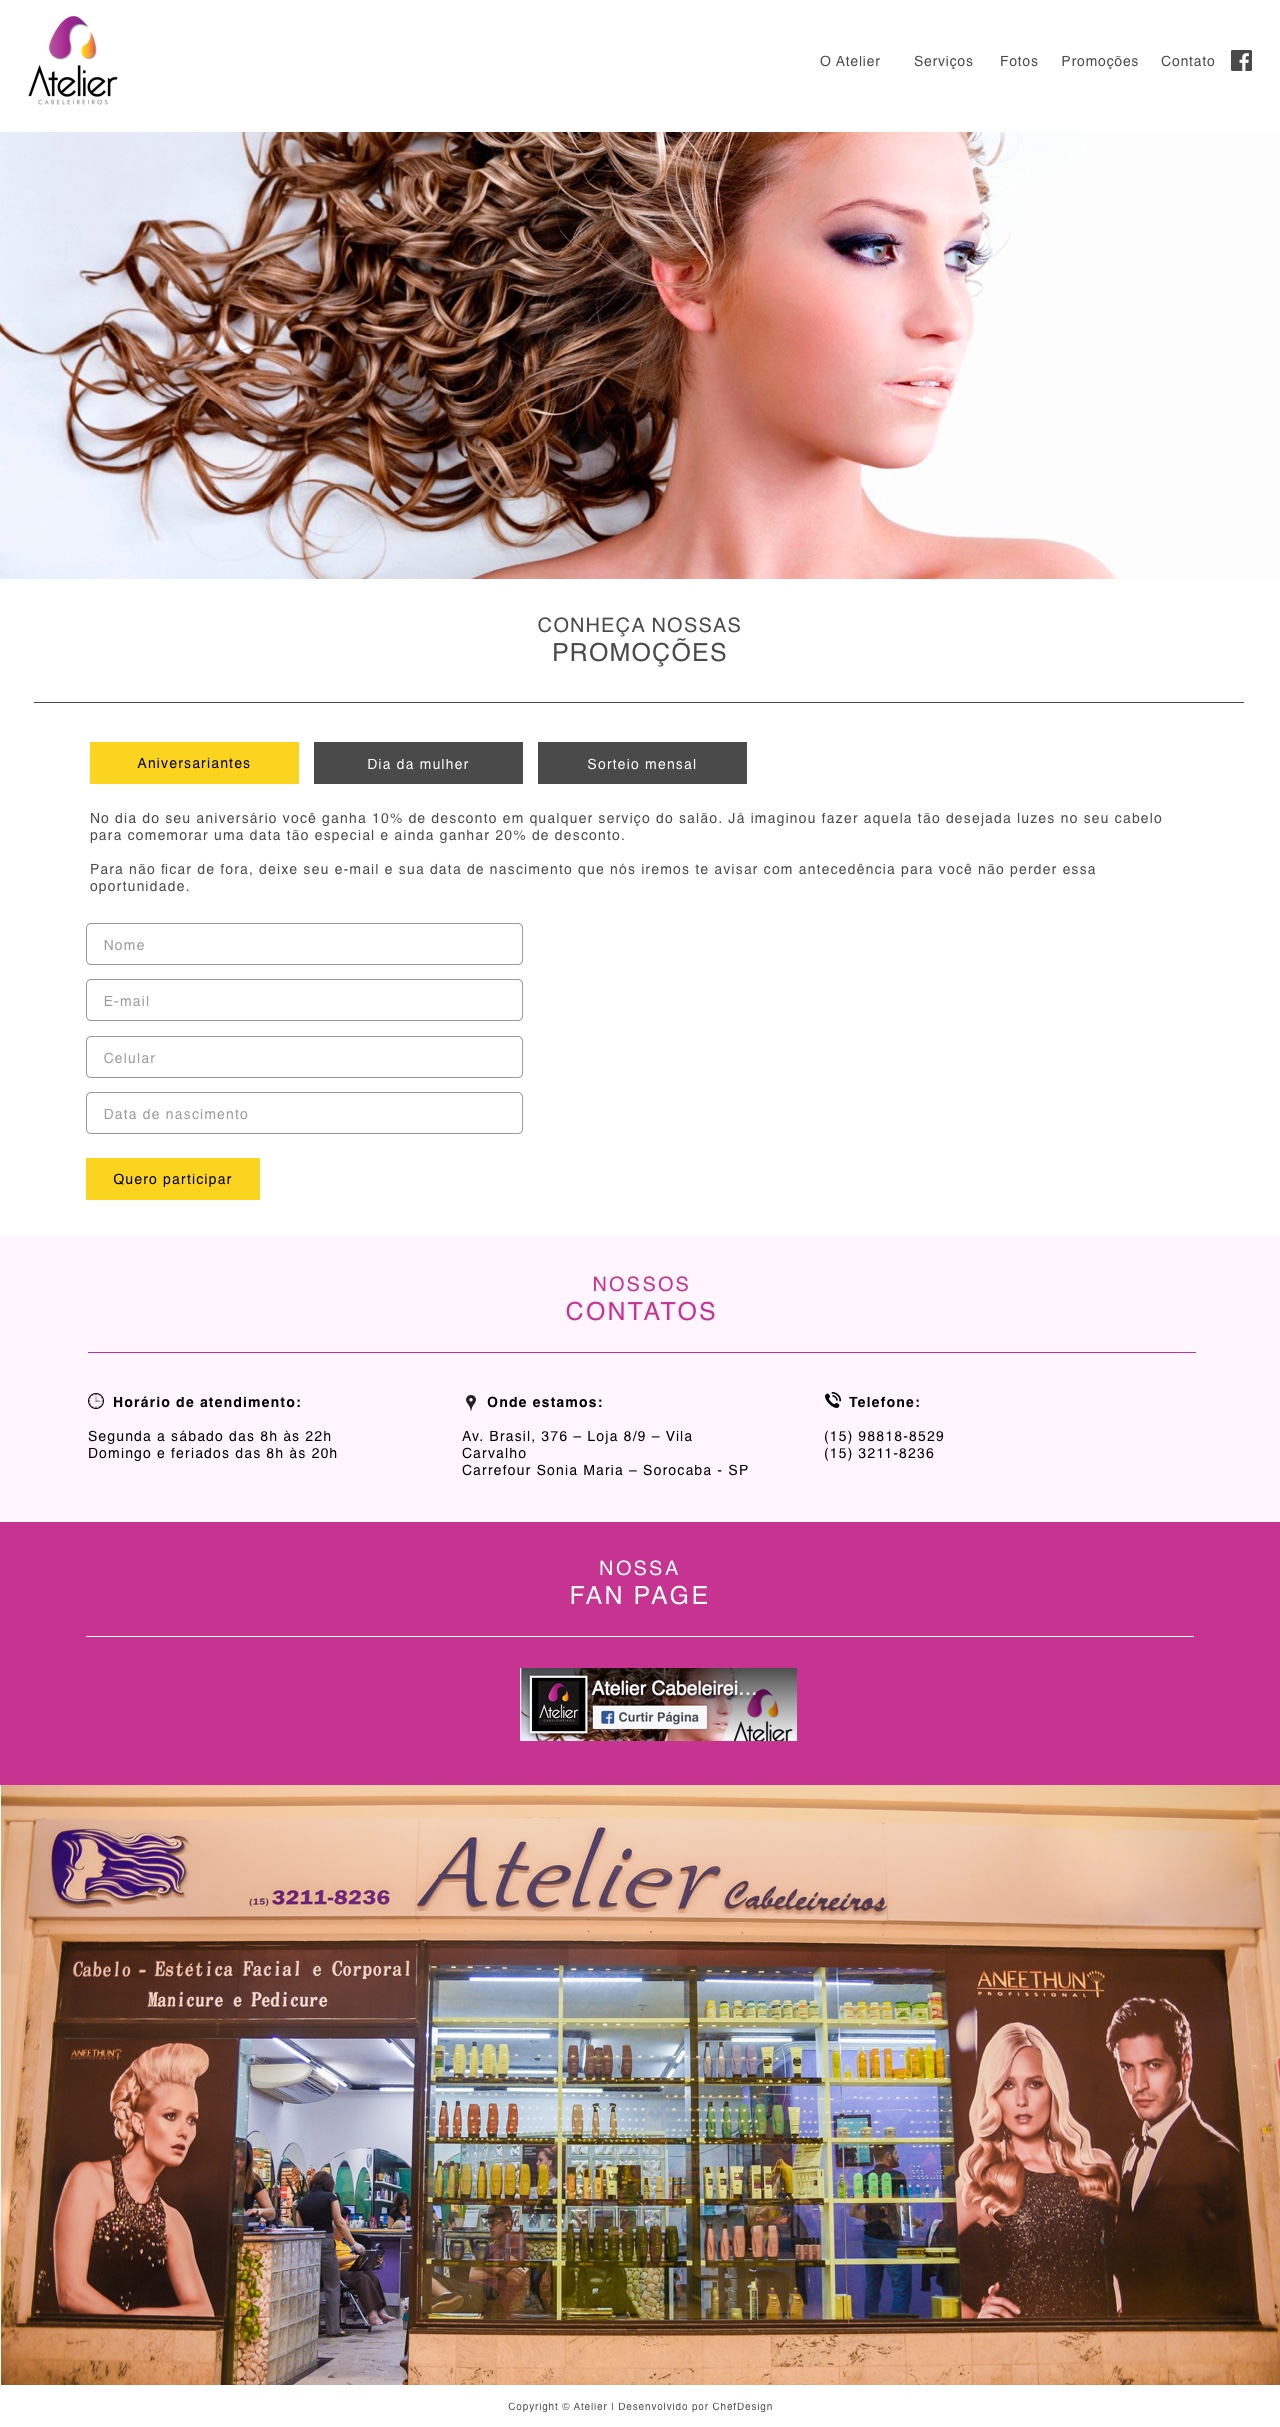 Atelier
CABELEIREIROS
O Atelier Serviços Fotos Promoções Contato
CONHEÇA NOSSAS
PROMOÇÕES
Aniversariantes Dia da mulher Sorteio mensal
No dia do seu aniversário você ganha 10% de desconto em qualquer serviço do salão. Já imaginou fazer aquela tão desejada luzes no seu cabelo
para comemorar uma data tão especial e ainda ganhar 20% de desconto.
Para não ficar de fora, deixe seu e-mail e sua data de nascimento que nós iremos te avisar com antecedência para você não perder essa
oportunidade.
Nome
E-mail
Celular
Data de nascimento
Quero participar
NOSSOS
CONTATOS
Horário de atendimento:
Segunda a sábado das 8h às 22h
Domingo e feriados das 8h às 20h
Onde estamos:
Av. Brasil, 376 – Loja 8/9 – Vila
Carvalho
Carrefour Sonia Maria – Sorocaba - SP
Telefone:
(15) 98818-8529
(15) 3211-8236
NOSSA
FAN PAGE
Atelier Cabeleirei...
Atelier
CABELEIREIROS
Curtir Página
Atelier
(15) 3211-8236
Atelier Cabeleireiros
Cabelo - Estética Facial e Corporal
Manicure e Pedicure
ANEETHUN
ANEETHUN
PROFISSIONAL
Copyright © Atelier | Desenvolvido por ChefDesign